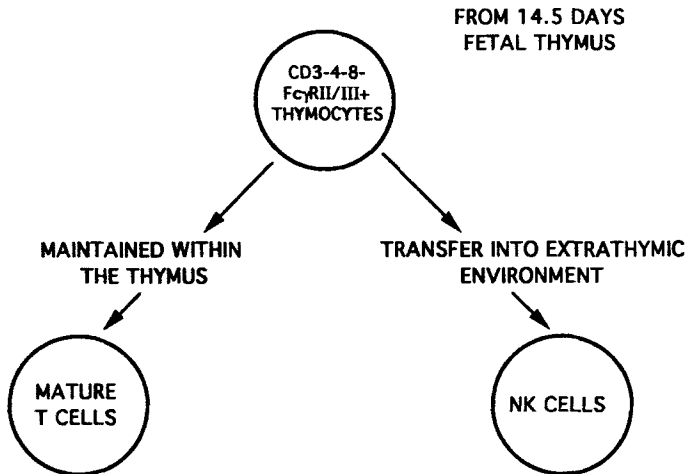 FROM 14.5 DAYS
FETAL THYMUS
CD3-4-8-
FcγRII/III+
THYMOCYTES
MAINTAINED WITHIN
THE THYMUS
TRANSFER INTO EXTRATHYMIC
ENVIRONMENT
MATURE
T CELLS
NK CELLS